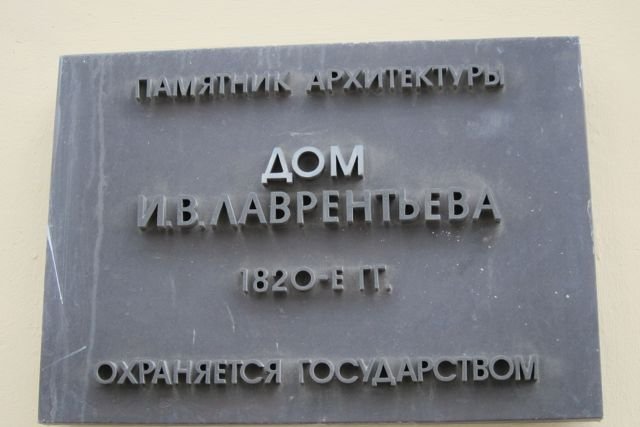 ПАМЯТНИК АРХИТЕКТУРЫ
ДОМ
И.В.ЛАВРЕНТЬЕВА
1820-Е ГГ.
ОХРАНЯЕТСЯ ГОСУДАРСТВОМ